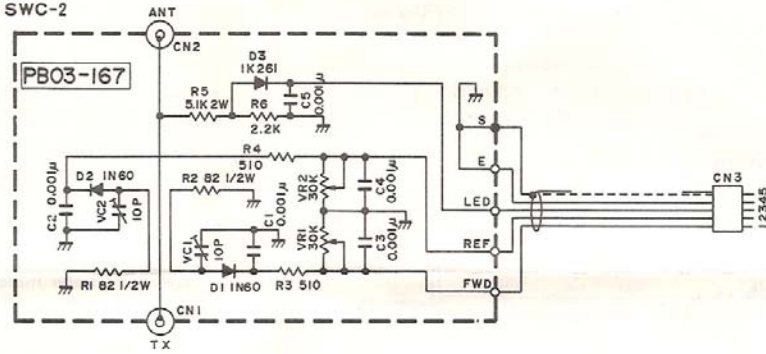 SWC-2
ANT
CN2
PB03-167
D3
1K261
C5
0.001μ
R5
5.1K 2W
R6
2.2K
R4
510
S
E
LED
REF
FWD
CN3
12345
0.001μ
C2
D2 1N60
VC2
10P
R2 82 1/2W
C1
0.001μ
VC1
10P
VR2
30K
VR1
30K
C4
0.001μ
C3
0.001μ
R1 82 1/2W
D1 1N60
R3 510
CN1
TX